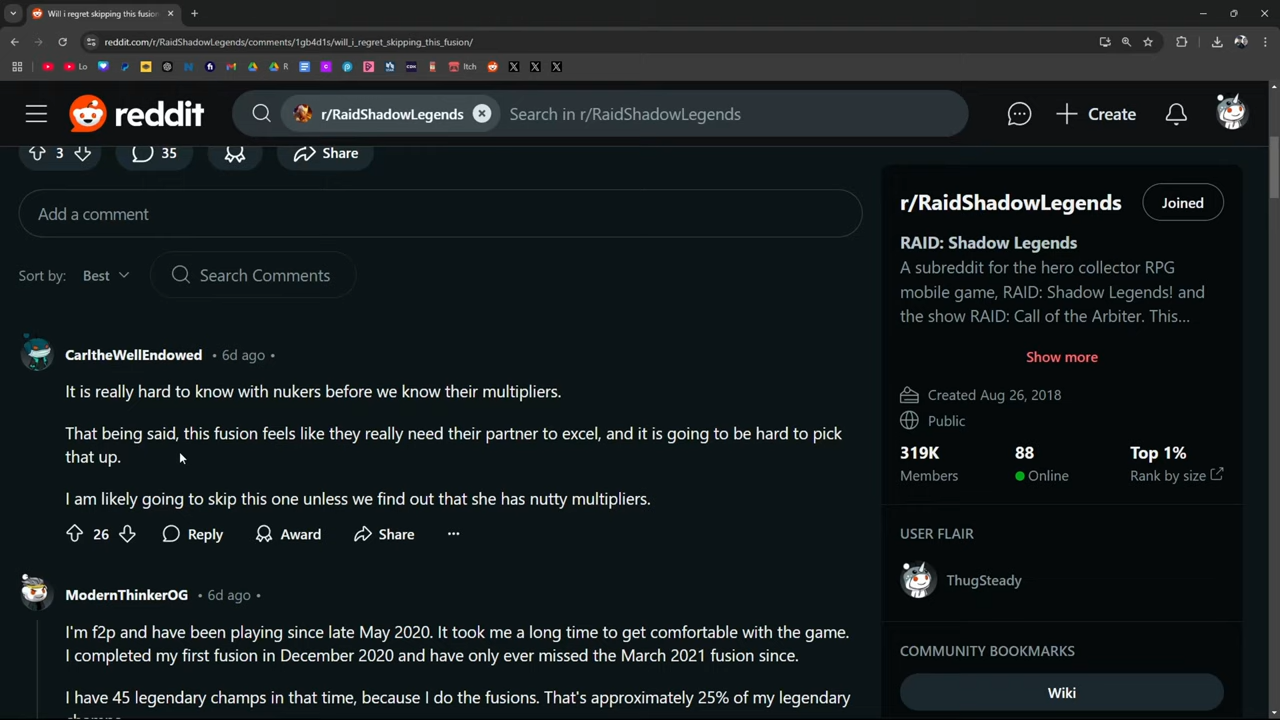 Will i regret skipping this fusion
reddit.com/r/RaidShadowLegends/comments/1gb4d1s/will_i_regret_skipping_this_fusion/
Lo
R
Itch
reddit
r/RaidShadowLegends
Search in r/RaidShadowLegends
Create
3
35
Share
Add a comment
Sort by:
Best
Search Comments
CarltheWellEndowed • 6d ago •
It is really hard to know with nukers before we know their multipliers.
That being said, this fusion feels like they really need their partner to excel, and it is going to be hard to pick
that up.
I am likely going to skip this one unless we find out that she has nutty multipliers.
26
Reply
Award
Share
ModernThinkerOG • 6d ago •
I'm f2p and have been playing since late May 2020. It took me a long time to get comfortable with the game.
I completed my first fusion in December 2020 and have only ever missed the March 2021 fusion since.
I have 45 legendary champs in that time, because I do the fusions. That's approximately 25% of my legendary
r/RaidShadowLegends
Joined
RAID: Shadow Legends
A subreddit for the hero collector RPG
mobile game, RAID: Shadow Legends! and
the show RAID: Call of the Arbiter. This...
Show more
Created Aug 26, 2018
Public
319K
88
Top 1%
Members
Online
Rank by size
USER FLAIR
ThugSteady
COMMUNITY BOOKMARKS
Wiki